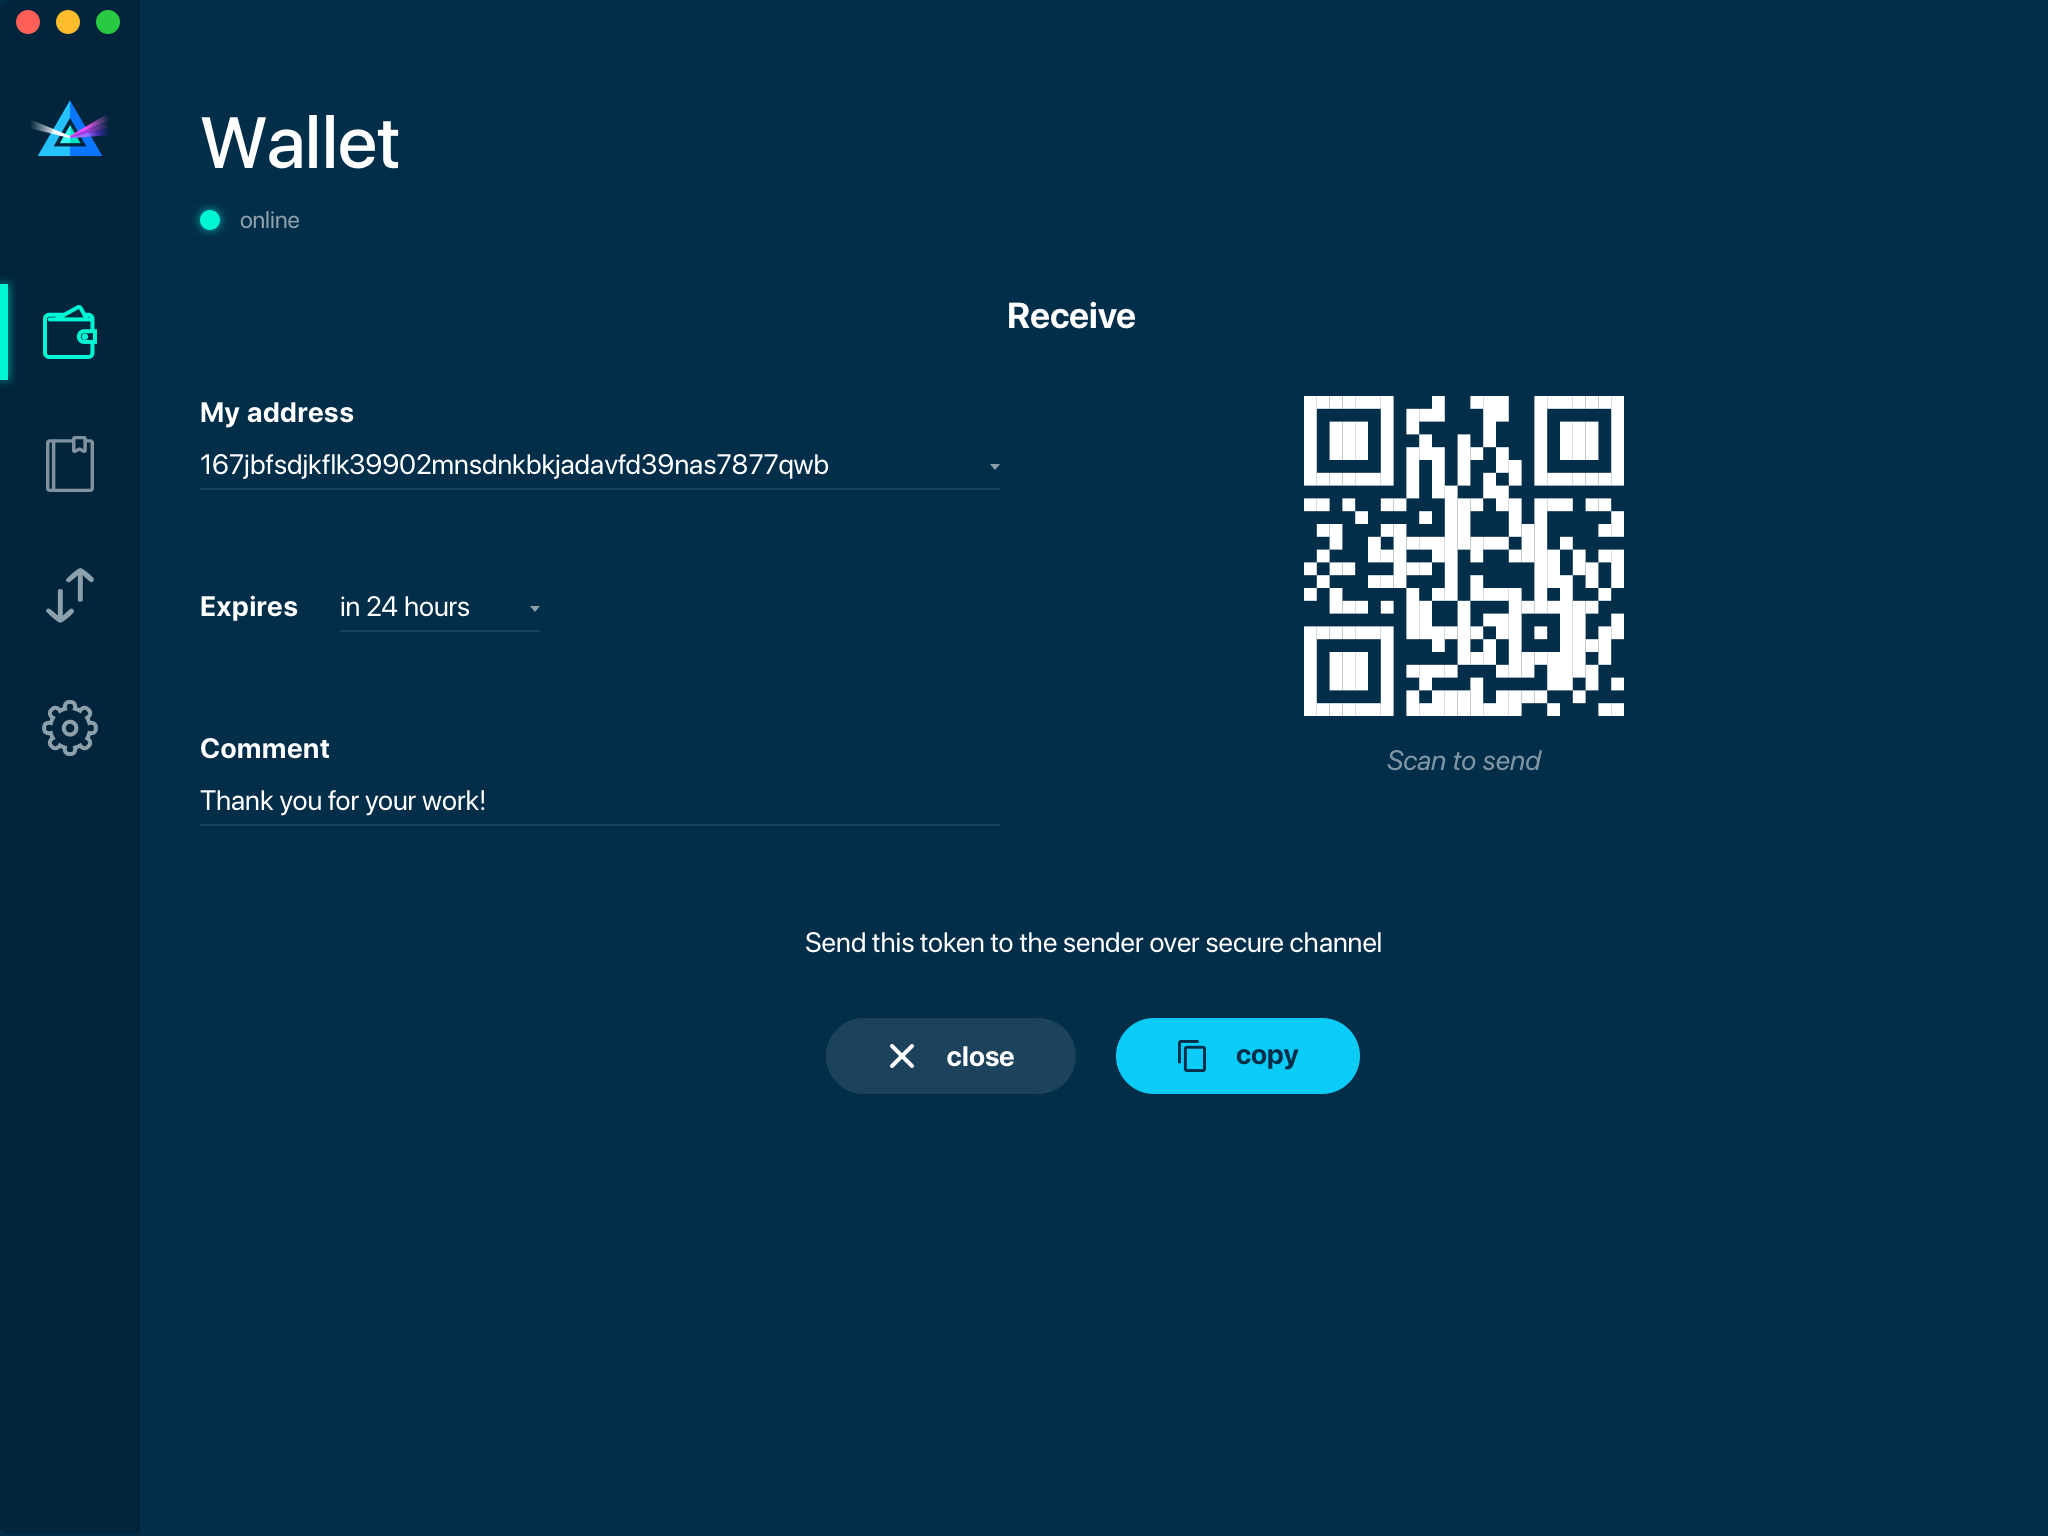 Wallet
online
Receive
My address
167jbfsdjkflk39902mnsdnkbkjadavfd39nas7877qwb
Expires in 24 hours
Comment
Thank you for your work!
Scan to send
Send this token to the sender over secure channel
close
copy